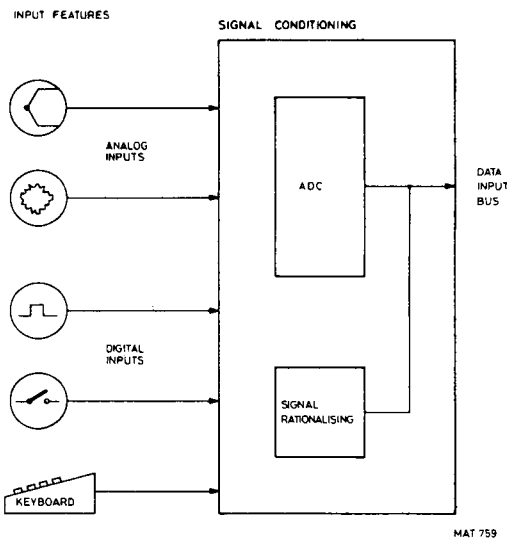 INPUT FEATURES
SIGNAL CONDITIONING
ANALOG
INPUTS
ADC
DATA
INPUT
BUS
DIGITAL
INPUTS
SIGNAL
RATIONALISING
KEYBOARD
MAT 759